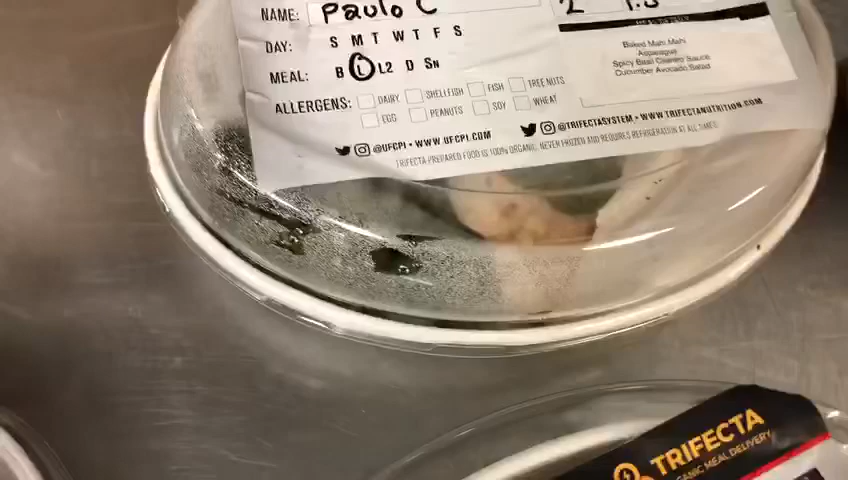 NAME: Paulo C
DAY: S M T W T F S
MEAL: B L L2 D Sn
ALLERGENS: DAIRY SHELLFISH FISH TREE NUTS
EGG PEANUTS SOY WHEAT
2
Baked Mahi Mahi
Asparagus
Spicy Basil Cilantro Sauce
Cucumber Avocado Salad
@UFCPI • WWW.UFCPI.COM @TRIFECTASYSTEM • WWW.TRIFECTANUTRITION.COM
TRIFECTA PREPARED FOOD IS 100% ORGANIC, NEVER FROZEN AND REQUIRES REFRIGERATION AT ALL TIMES.
TRIFECTA
GANIC MEAL DELIVERY